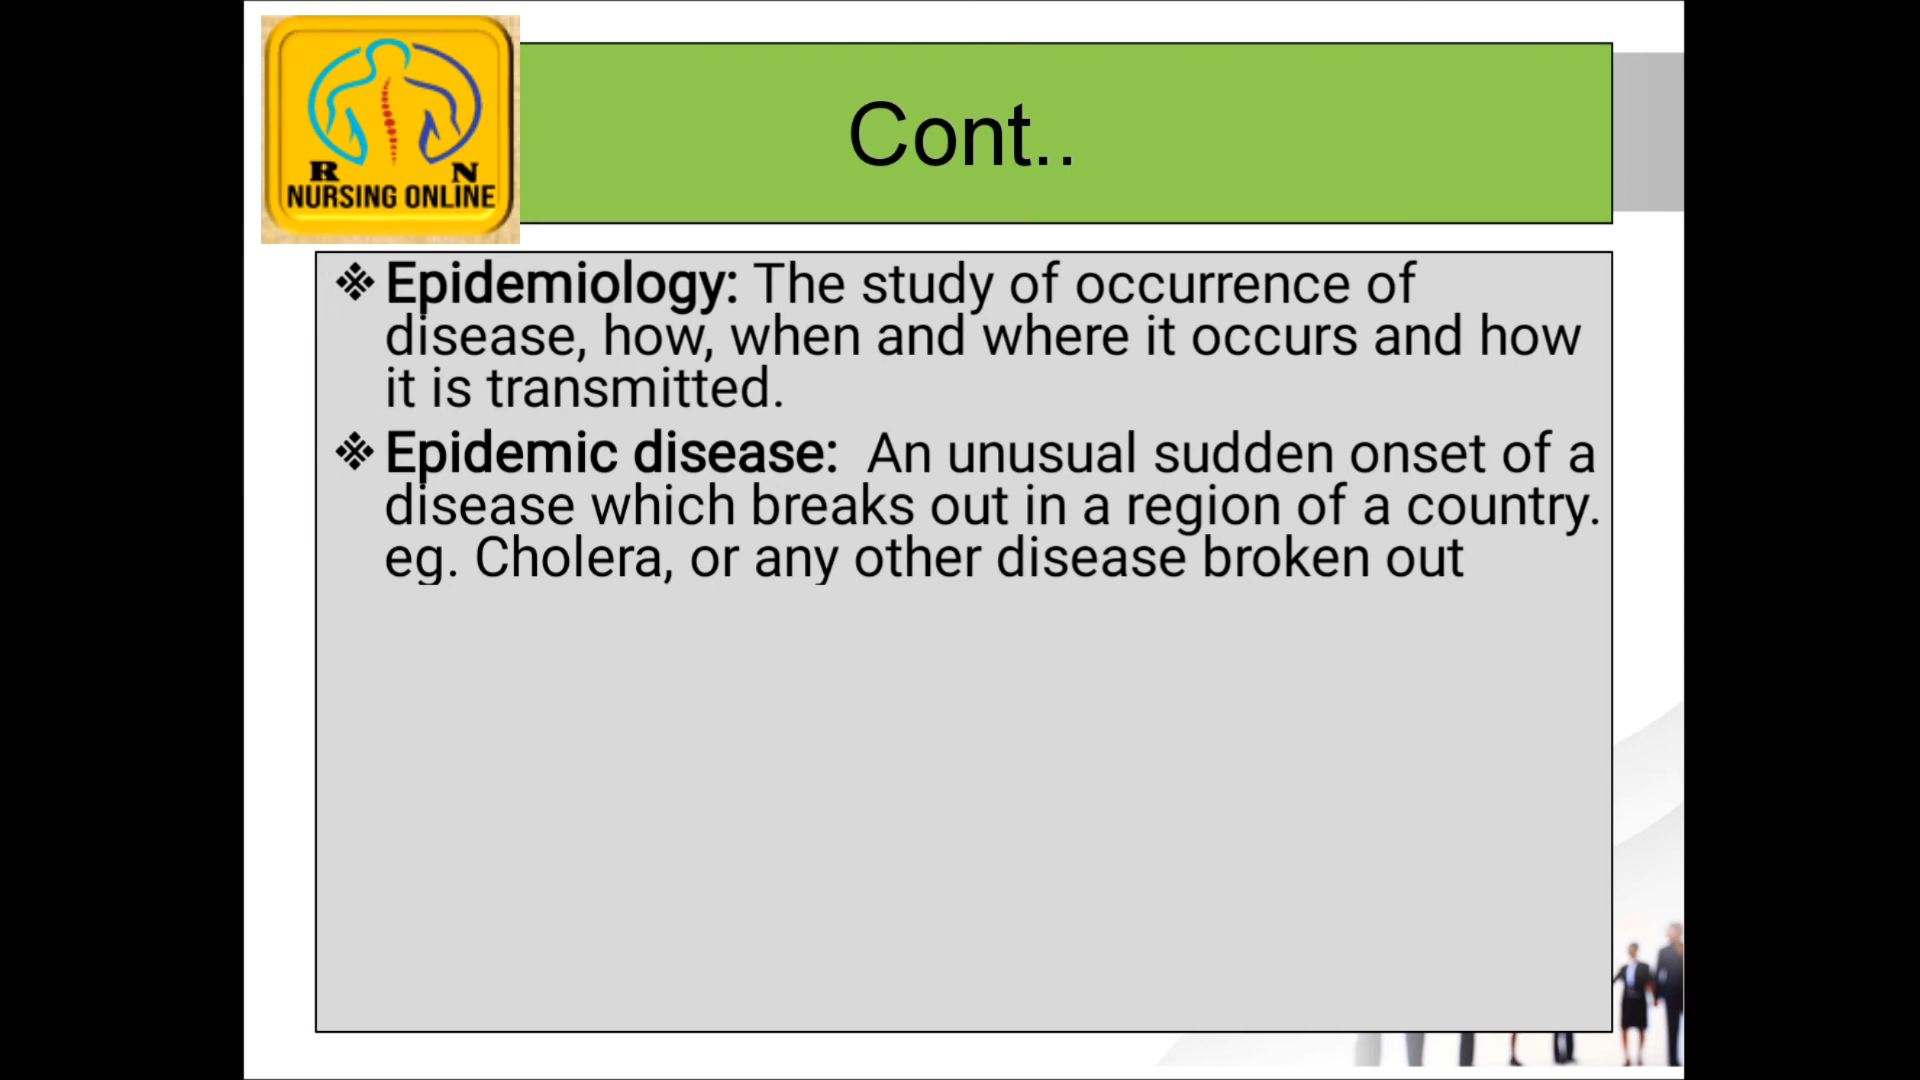 R N
NURSING ONLINE
Cont..
Epidemiology: The study of occurrence of
disease, how, when and where it occurs and how
it is transmitted.
Epidemic disease: An unusual sudden onset of a
disease which breaks out in a region of a country.
eg. Cholera, or any other disease broken out